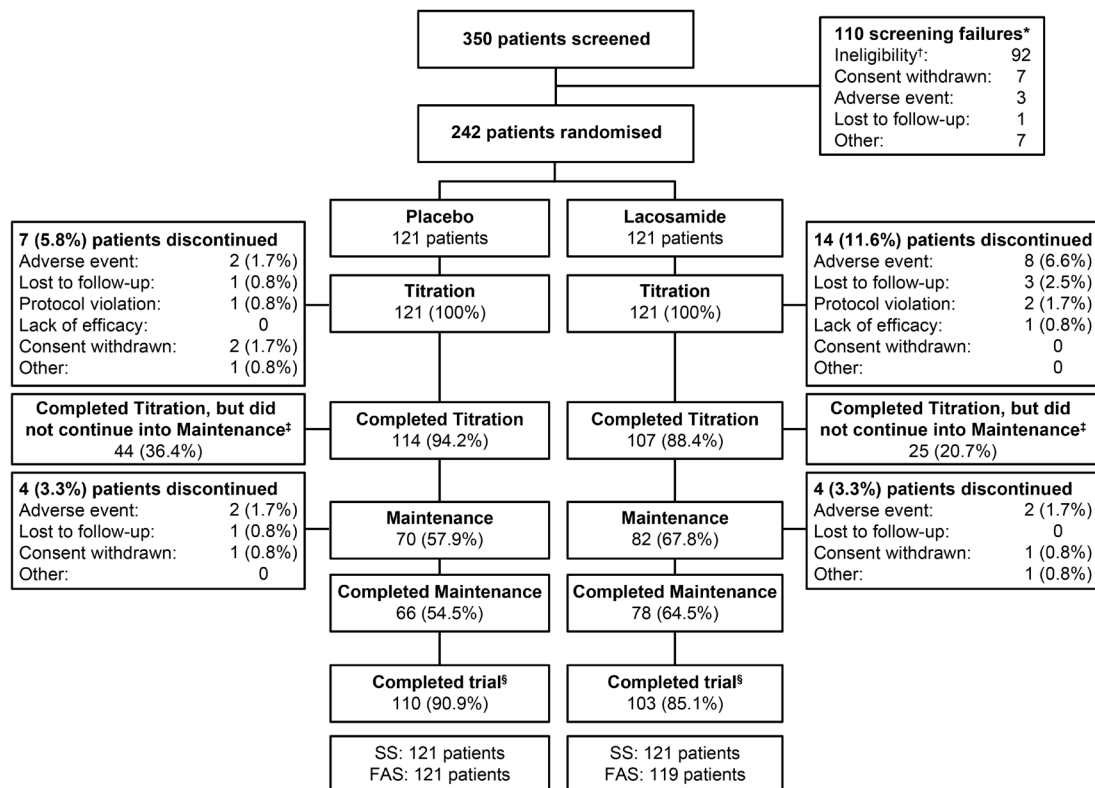 350 patients screened
110 screening failures*
Ineligibility†: 92
Consent withdrawn: 7
Adverse event: 3
Lost to follow-up: 1
Other: 7
242 patients randomised
Placebo
121 patients
Lacosamide
121 patients
7 (5.8%) patients discontinued
Adverse event: 2 (1.7%)
Lost to follow-up: 1 (0.8%)
Protocol violation: 1 (0.8%)
Lack of efficacy: 0
Consent withdrawn: 2 (1.7%)
Other: 1 (0.8%)
Titration
121 (100%)
Titration
121 (100%)
14 (11.6%) patients discontinued
Adverse event: 8 (6.6%)
Lost to follow-up: 3 (2.5%)
Protocol violation: 2 (1.7%)
Lack of efficacy: 1 (0.8%)
Consent withdrawn: 0
Other: 0
Completed Titration, but did
not continue into Maintenance‡
44 (36.4%)
Completed Titration
114 (94.2%)
Completed Titration
107 (88.4%)
Completed Titration, but did
not continue into Maintenance‡
25 (20.7%)
4 (3.3%) patients discontinued
Adverse event: 2 (1.7%)
Lost to follow-up: 1 (0.8%)
Consent withdrawn: 1 (0.8%)
Other: 0
Maintenance
70 (57.9%)
Maintenance
82 (67.8%)
4 (3.3%) patients discontinued
Adverse event: 2 (1.7%)
Lost to follow-up: 0
Consent withdrawn: 1 (0.8%)
Other: 1 (0.8%)
Completed Maintenance
66 (54.5%)
Completed Maintenance
78 (64.5%)
Completed trial§
110 (90.9%)
Completed trial§
103 (85.1%)
SS: 121 patients
FAS: 121 patients
SS: 121 patients
FAS: 119 patients